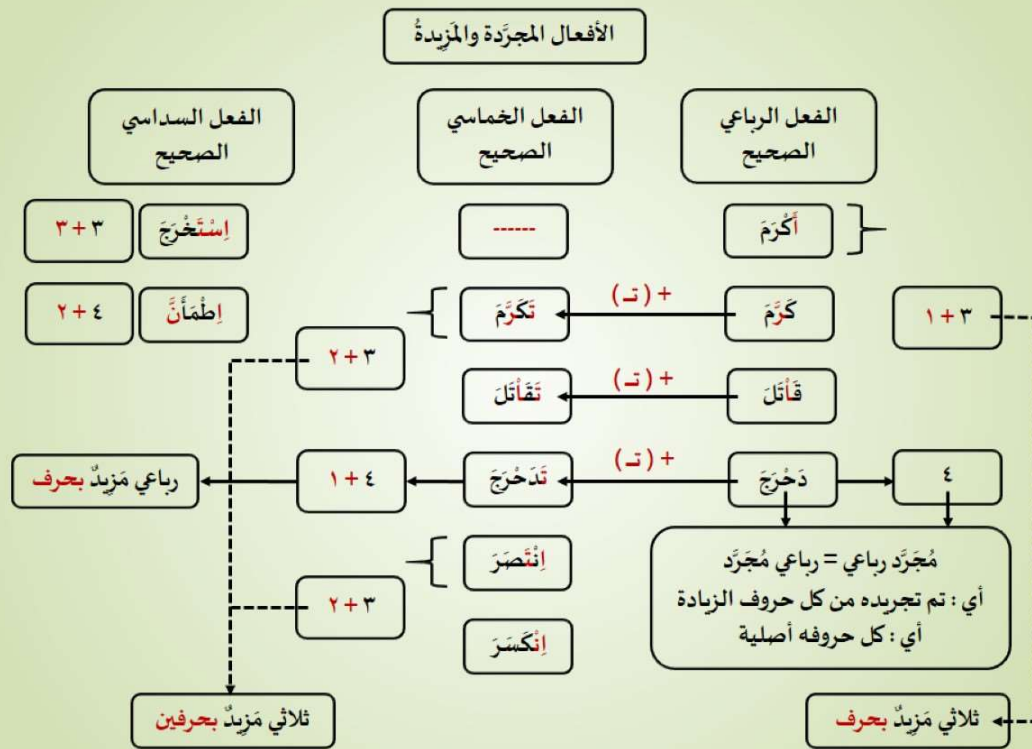 الأفعال المجرَّدة والمَزِيدةُ
الفعل الرباعي
الصحيح
الفعل الخماسي
الصحيح
الفعل السداسي
الصحيح
أَكْرَمَ
------
اِسْتَخْرَجَ
٣ + ٣
٣ + ١
كَرَّمَ
+ ( تـ )
تَكَرَّمَ
اِطْمَأَنَّ
٤ + ٢
٣ + ٢
قَاْتَلَ
+ ( تـ )
تَقَاْتَلَ
٤
دَحْرَجَ
+ ( تـ )
تَدَحْرَجَ
٤ + ١
رباعي مَزِيدٌ بحرف
مُجَرَّد رباعي = رباعي مُجَرَّد
أي : تم تجريده من كل حروف الزيادة
أي : كل حروفه أصلية
اِنْتَصَرَ
٣ + ٢
اِنْكَسَرَ
ثلاثي مَزِيدٌ بحرف
ثلاثي مَزِيدٌ بحرفين